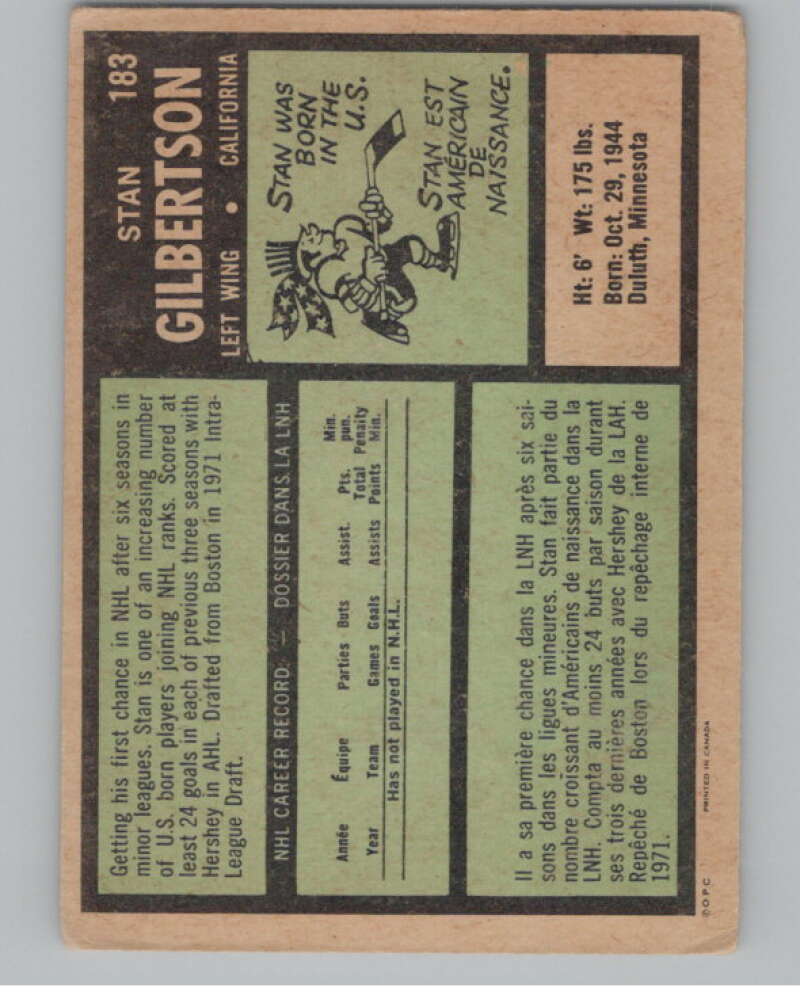 STAN 183
GILBERTSON
LEFT WING • CALIFORNIA
Getting his first chance in NHL after six seasons in
minor leagues. Stan is one of an increasing number
of U.S. born players joining NHL ranks. Scored at
least 24 goals in each of previous three seasons with
Hershey in AHL. Drafted from Boston in 1971 Intra-
League Draft.
STAN WAS
BORN
IN THE
U.S.
STAN EST
AMÉRICAIN
DE
NAISSANCE.
NHL CAREER RECORD — DOSSIER DANS LA LNH
Année Équipe Parties Buts Assist. Pts. Min. pun.
Year Team Games Goals Assists Total Points Penalty Min.
Has not played in N.H.L.
Il a sa première chance dans la LNH après six sai-
sons dans les ligues mineures. Stan fait partie du
nombre croissant d'Américains de naissance dans la
LNH. Compta au moins 24 buts par saison durant
ses trois dernières années avec Hershey de la LAH.
Repêché de Boston lors du repêchage interne de
1971.
Ht: 6' Wt: 175 lbs.
Born: Oct. 29, 1944
Duluth, Minnesota
© O.P.C. PRINTED IN CANADA